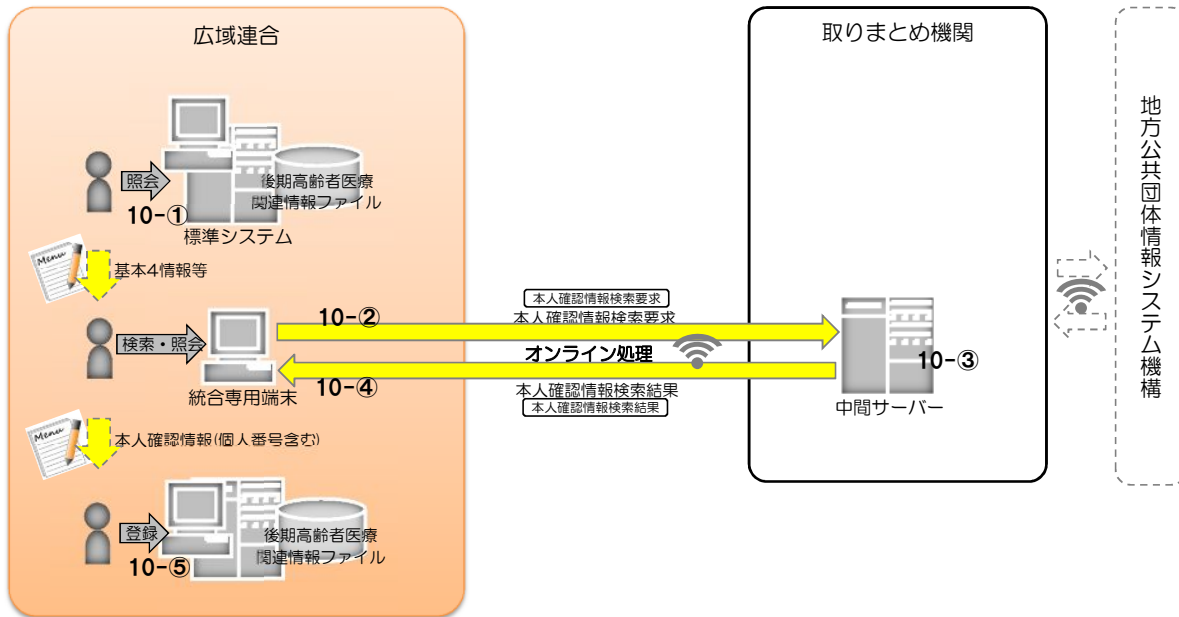 広域連合
取りまとめ機関
地方公共団体情報システム機構
照会
10-①
後期高齢者医療
関連情報ファイル
標準システム
Menu
基本4情報等
検索・照会
統合専用端末
10-②
本人確認情報検索要求
本人確認情報検索要求
オンライン処理
10-④
本人確認情報検索結果
本人確認情報検索結果
10-③
中間サーバー
Menu
本人確認情報(個人番号含む)
登録
10-⑤
後期高齢者医療
関連情報ファイル